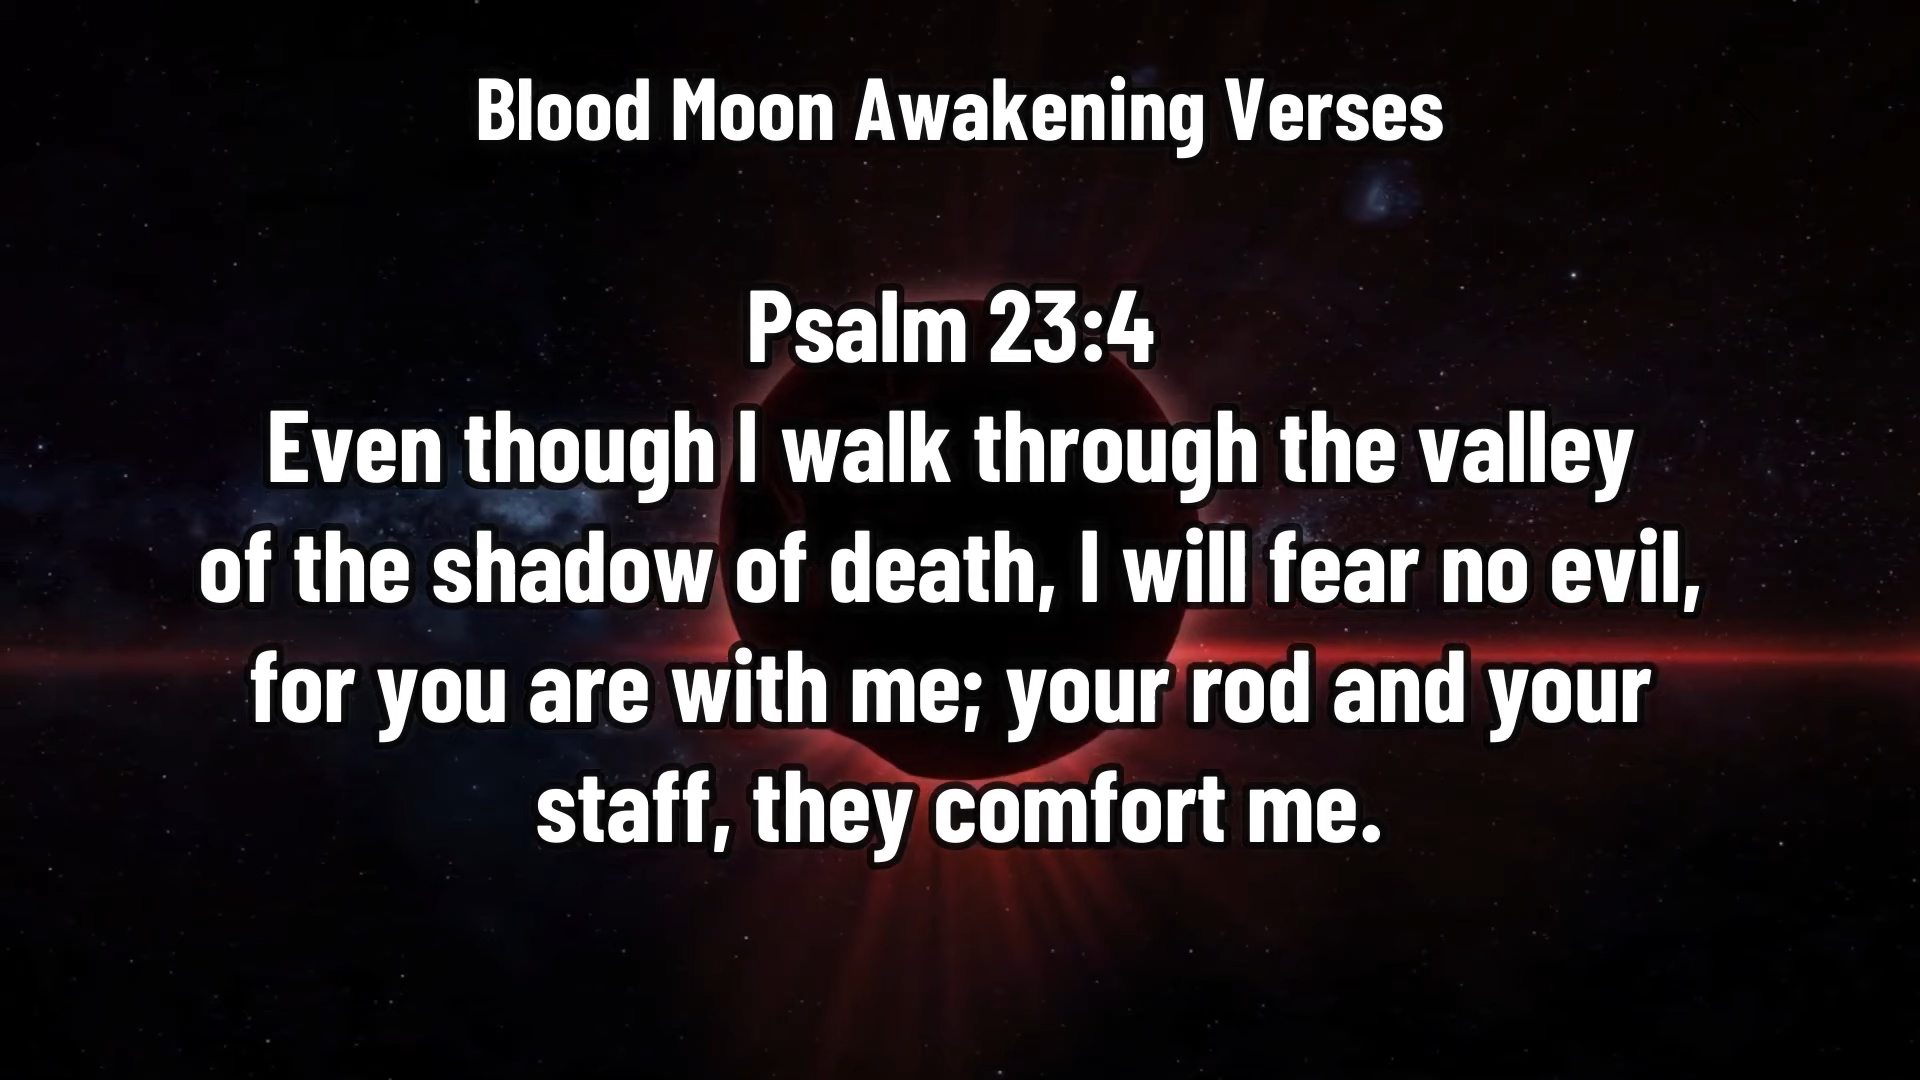 Blood Moon Awakening Verses
Psalm 23:4
Even though I walk through the valley
of the shadow of death, I will fear no evil,
for you are with me; your rod and your
staff, they comfort me.